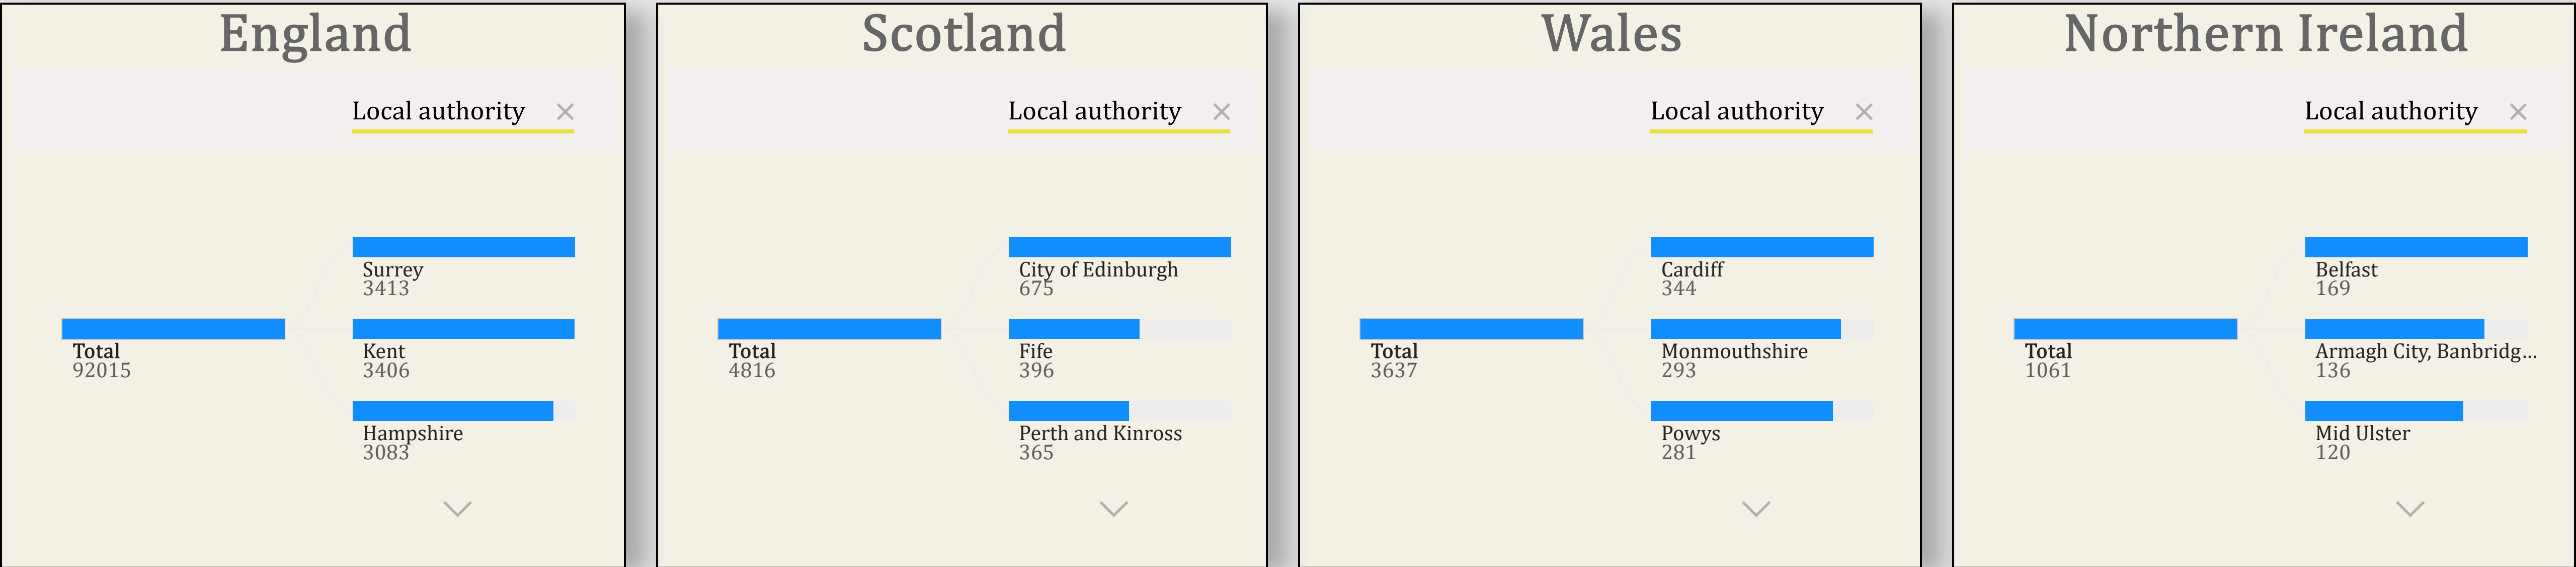 England
Local authority
Surrey
3413
Total
92015
Kent
3406
Hampshire
3083
Scotland
Local authority
City of Edinburgh
675
Total
4816
Fife
396
Perth and Kinross
365
Wales
Local authority
Cardiff
344
Total
3637
Monmouthshire
293
Powys
281
Northern Ireland
Local authority
Belfast
169
Total
1061
Armagh City, Banbridg...
136
Mid Ulster
120